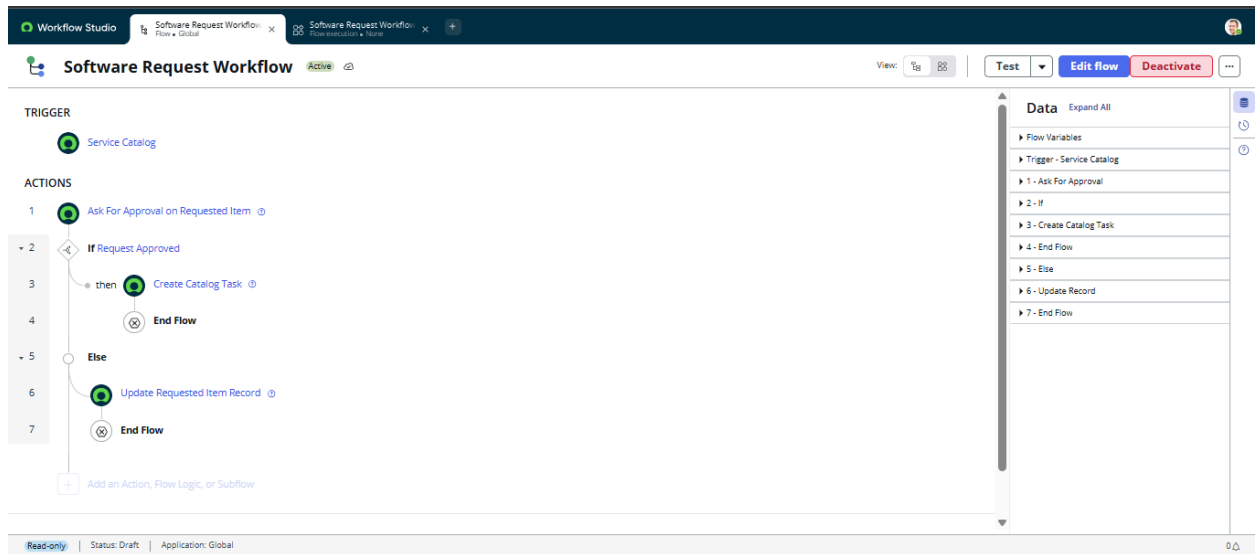 Workflow Studio
Software Request Workflow
Flow • Global
Software Request Workflow
Flow execution • None
Software Request Workflow Active
View:
Test
Edit flow
Deactivate
TRIGGER
Service Catalog
ACTIONS
1 Ask For Approval on Requested Item
2 If Request Approved
3 then Create Catalog Task
4 End Flow
5 Else
6 Update Requested Item Record
7 End Flow
Add an Action, Flow Logic, or Subflow
Data Expand All
Flow Variables
Trigger - Service Catalog
1 - Ask For Approval
2 - If
3 - Create Catalog Task
4 - End Flow
5 - Else
6 - Update Record
7 - End Flow
Read-only | Status: Draft | Application: Global
0